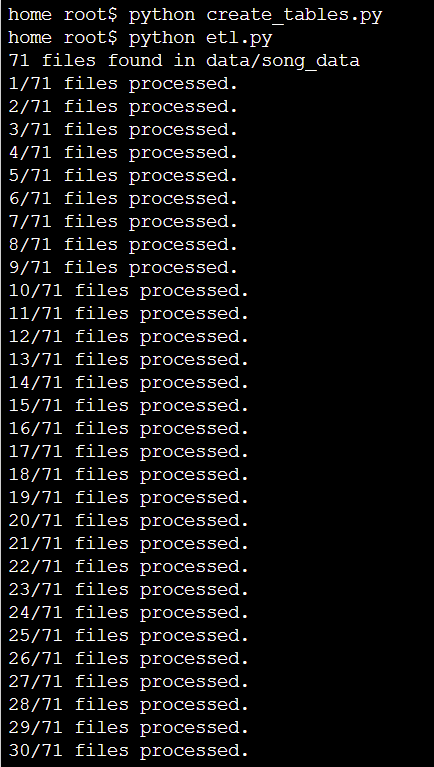 home root$ python create_tables.py
home root$ python etl.py
71 files found in data/song_data
1/71 files processed.
2/71 files processed.
3/71 files processed.
4/71 files processed.
5/71 files processed.
6/71 files processed.
7/71 files processed.
8/71 files processed.
9/71 files processed.
10/71 files processed.
11/71 files processed.
12/71 files processed.
13/71 files processed.
14/71 files processed.
15/71 files processed.
16/71 files processed.
17/71 files processed.
18/71 files processed.
19/71 files processed.
20/71 files processed.
21/71 files processed.
22/71 files processed.
23/71 files processed.
24/71 files processed.
25/71 files processed.
26/71 files processed.
27/71 files processed.
28/71 files processed.
29/71 files processed.
30/71 files processed.